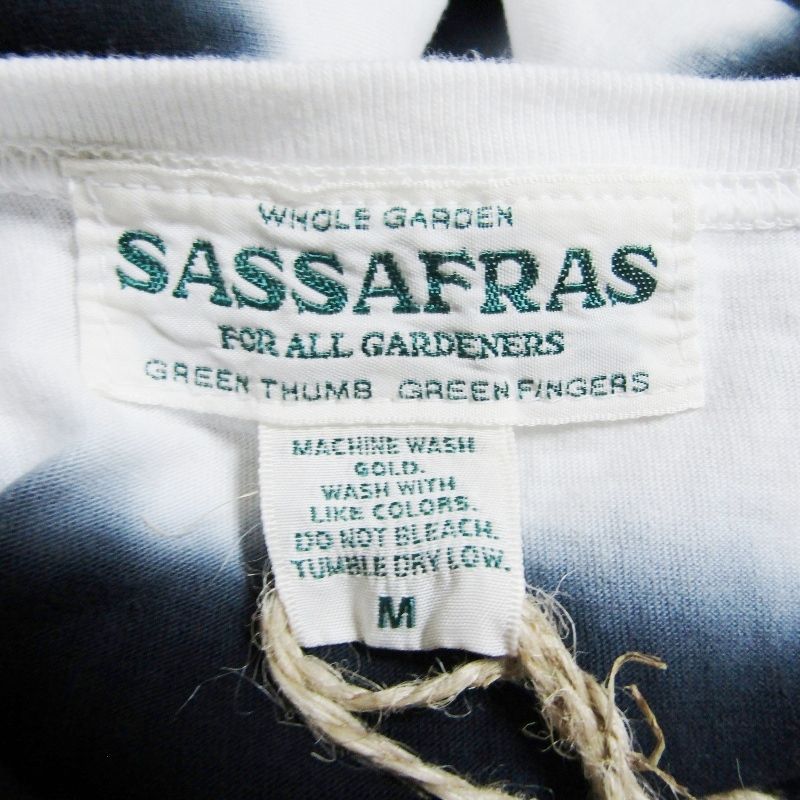 WHOLE GARDEN
SASSAFRAS
FOR ALL GARDENERS
GREEN THUMB GREEN FINGERS
MACHINE WASH
COLD.
WASH WITH
LIKE COLORS.
DO NOT BLEACH.
TUMBLE DRY LOW.
M